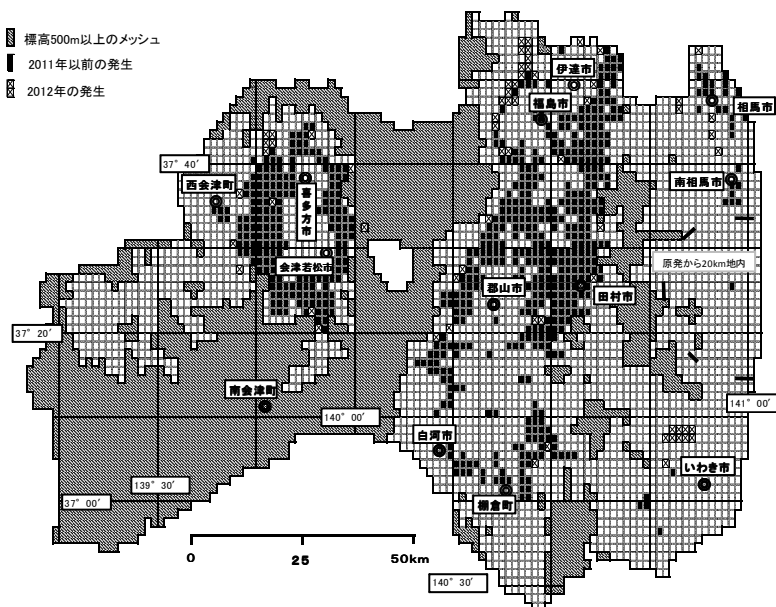 標高500m以上のメッシュ
2011年以前の発生
2012年の発生
伊達市
福島市
相馬市
37° 40′
西会津町
喜多方市
南相馬市
会津若松市
原発から20km地内
郡山市
田村市
37° 20′
南会津町
140° 00′
141° 00′
白河市
いわき市
139° 30′
37° 00′
棚倉町
0 25 50km
140° 30′